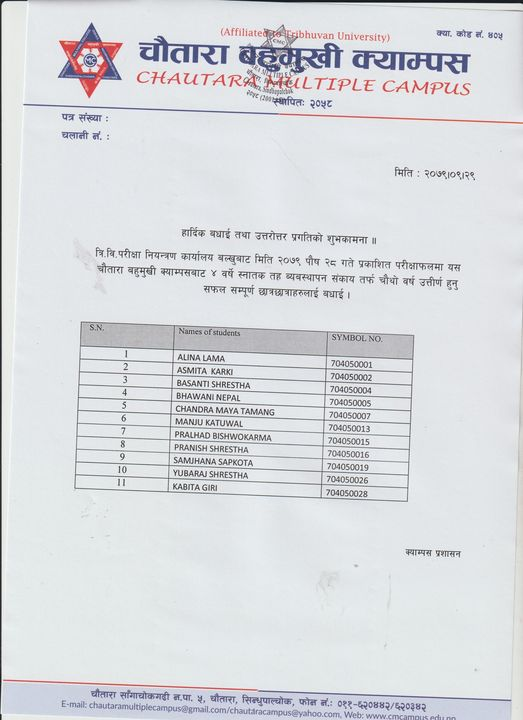 (Affiliated to Tribhuvan University)
क्या. कोड नं. ४०५
चौतारा बहुमुखी क्याम्पस
CHAUTARA MULTIPLE CAMPUS
स्थापितः २०५८
पत्र संख्या :
चलानी नं. :
मिति : २०७९।०९।२९
हार्दिक बधाई तथा उत्तरोत्तर प्रगतिको शुभकामना ॥
त्रि.वि.परीक्षा नियन्त्रण कार्यालय बल्खुबाट मिति २०७९ पौष २८ गते प्रकाशित परीक्षाफलमा यस
चौतारा बहुमुखी क्याम्पसबाट ४ वर्षे स्नातक तह व्यवस्थापन संकाय तर्फ चौथो वर्ष उत्तीर्ण हुनु
सफल सम्पूर्ण छात्रछात्राहरुलाई बधाई ।
S.N. Names of students SYMBOL NO.
1 ALINA LAMA 704050001
2 ASMITA KARKI 704050002
3 BASANTI SHRESTHA 704050004
4 BHAWANI NEPAL 704050005
5 CHANDRA MAYA TAMANG 704050007
6 MANJU KATUWAL 704050013
7 PRALHAD BISHWOKARMA 704050015
8 PRANISH SHRESTHA 704050016
9 SAMJHANA SAPKOTA 704050019
10 YUBARAJ SHRESTHA 704050026
11 KABITA GIRI 704050028
क्याम्पस प्रशासन
चौतारा साँगाचोकगढी न.पा. ५, चौतारा, सिन्धुपाल्चोक, फोन नं.: ०११-६२०४४२/६२०३४२
E-mail: chautaramultiplecampus@gmail.com/chautaracampus@yahoo.com, Web: www.cmcampus.edu.np